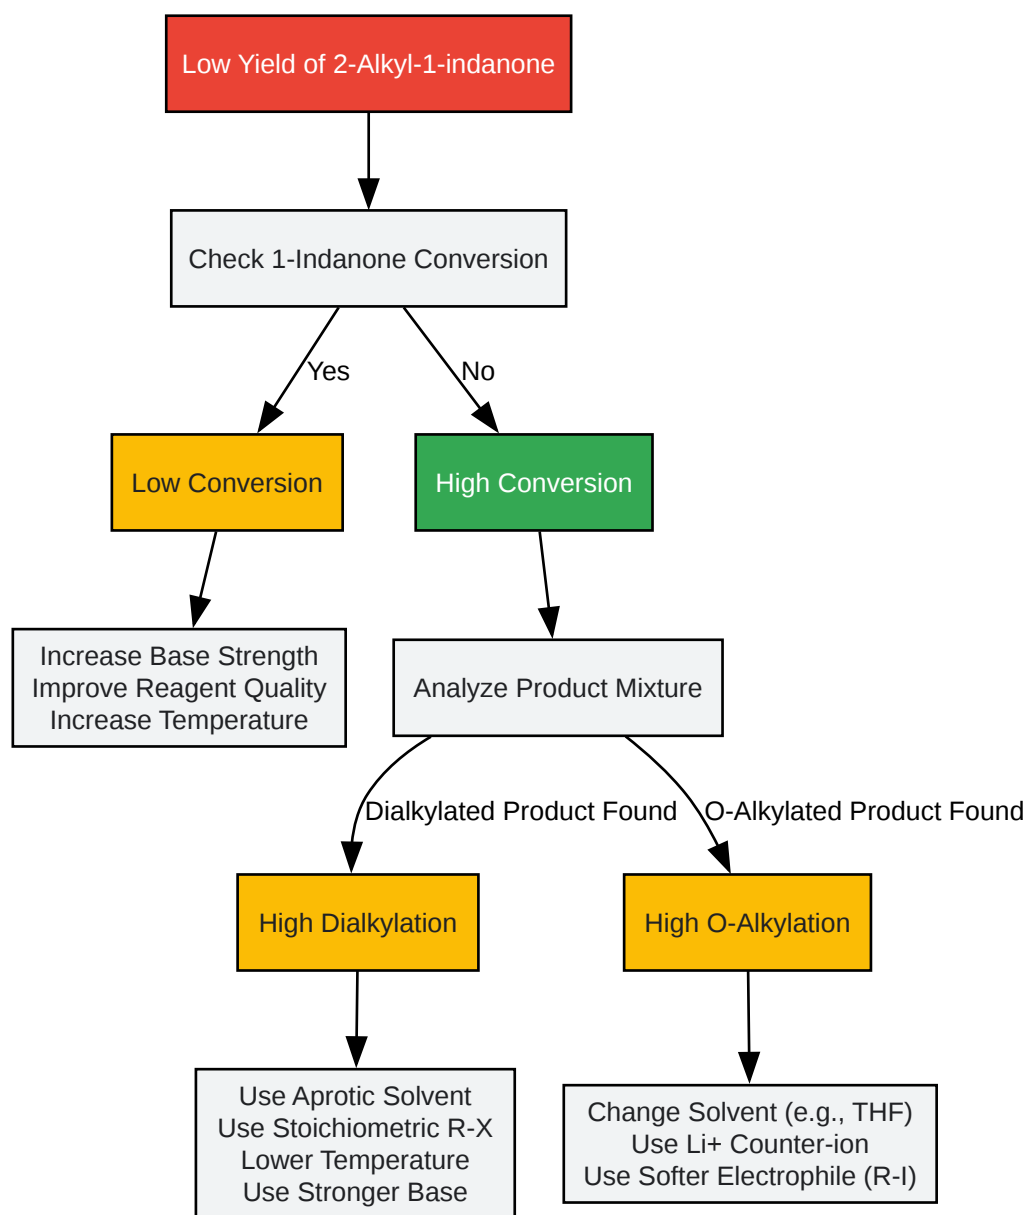 Low Yield of 2-Alkyl-1-indanone
Check 1-Indanone Conversion
Yes
No
Low Conversion
High Conversion
Increase Base Strength
Improve Reagent Quality
Increase Temperature
Analyze Product Mixture
Dialkylated Product Found
O-Alkylated Product Found
High Dialkylation
High O-Alkylation
Use Aprotic Solvent
Use Stoichiometric R-X
Lower Temperature
Use Stronger Base
Change Solvent (e.g., THF)
Use Li+ Counter-ion
Use Softer Electrophile (R-I)